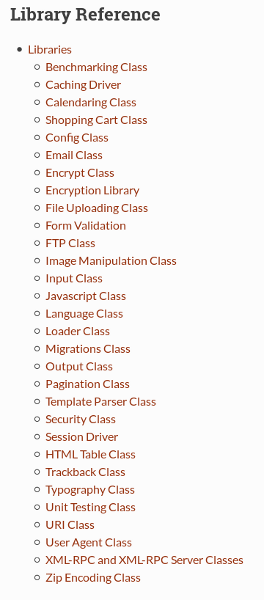 Library Reference
Libraries
Benchmarking Class
Caching Driver
Calendaring Class
Shopping Cart Class
Config Class
Email Class
Encrypt Class
Encryption Library
File Uploading Class
Form Validation
FTP Class
Image Manipulation Class
Input Class
Javascript Class
Language Class
Loader Class
Migrations Class
Output Class
Pagination Class
Template Parser Class
Security Class
Session Driver
HTML Table Class
Trackback Class
Typography Class
Unit Testing Class
URI Class
User Agent Class
XML-RPC and XML-RPC Server Classes
Zip Encoding Class